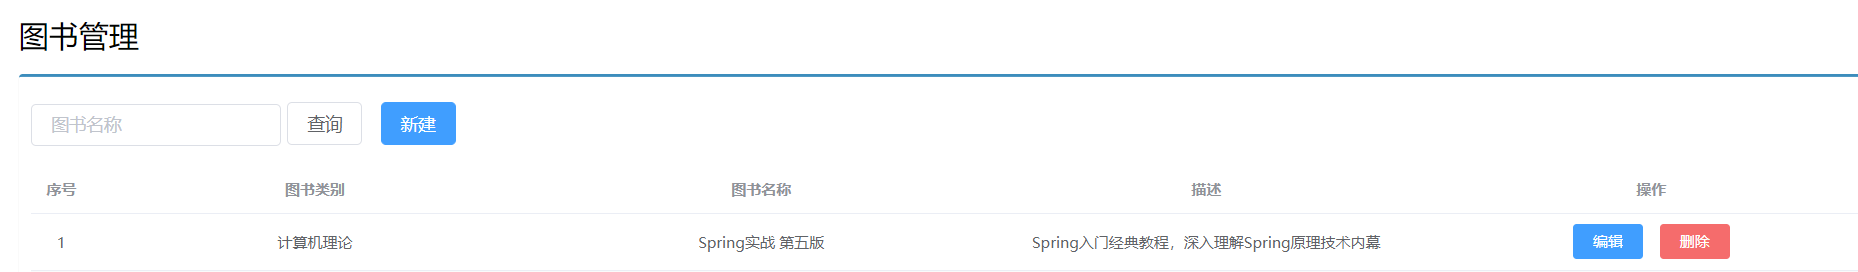 图书管理
图书名称 查询 新建
序号 图书类别 图书名称 描述 操作
1 计算机理论 Spring实战 第五版 Spring入门经典教程，深入理解Spring原理技术内幕 编辑 删除